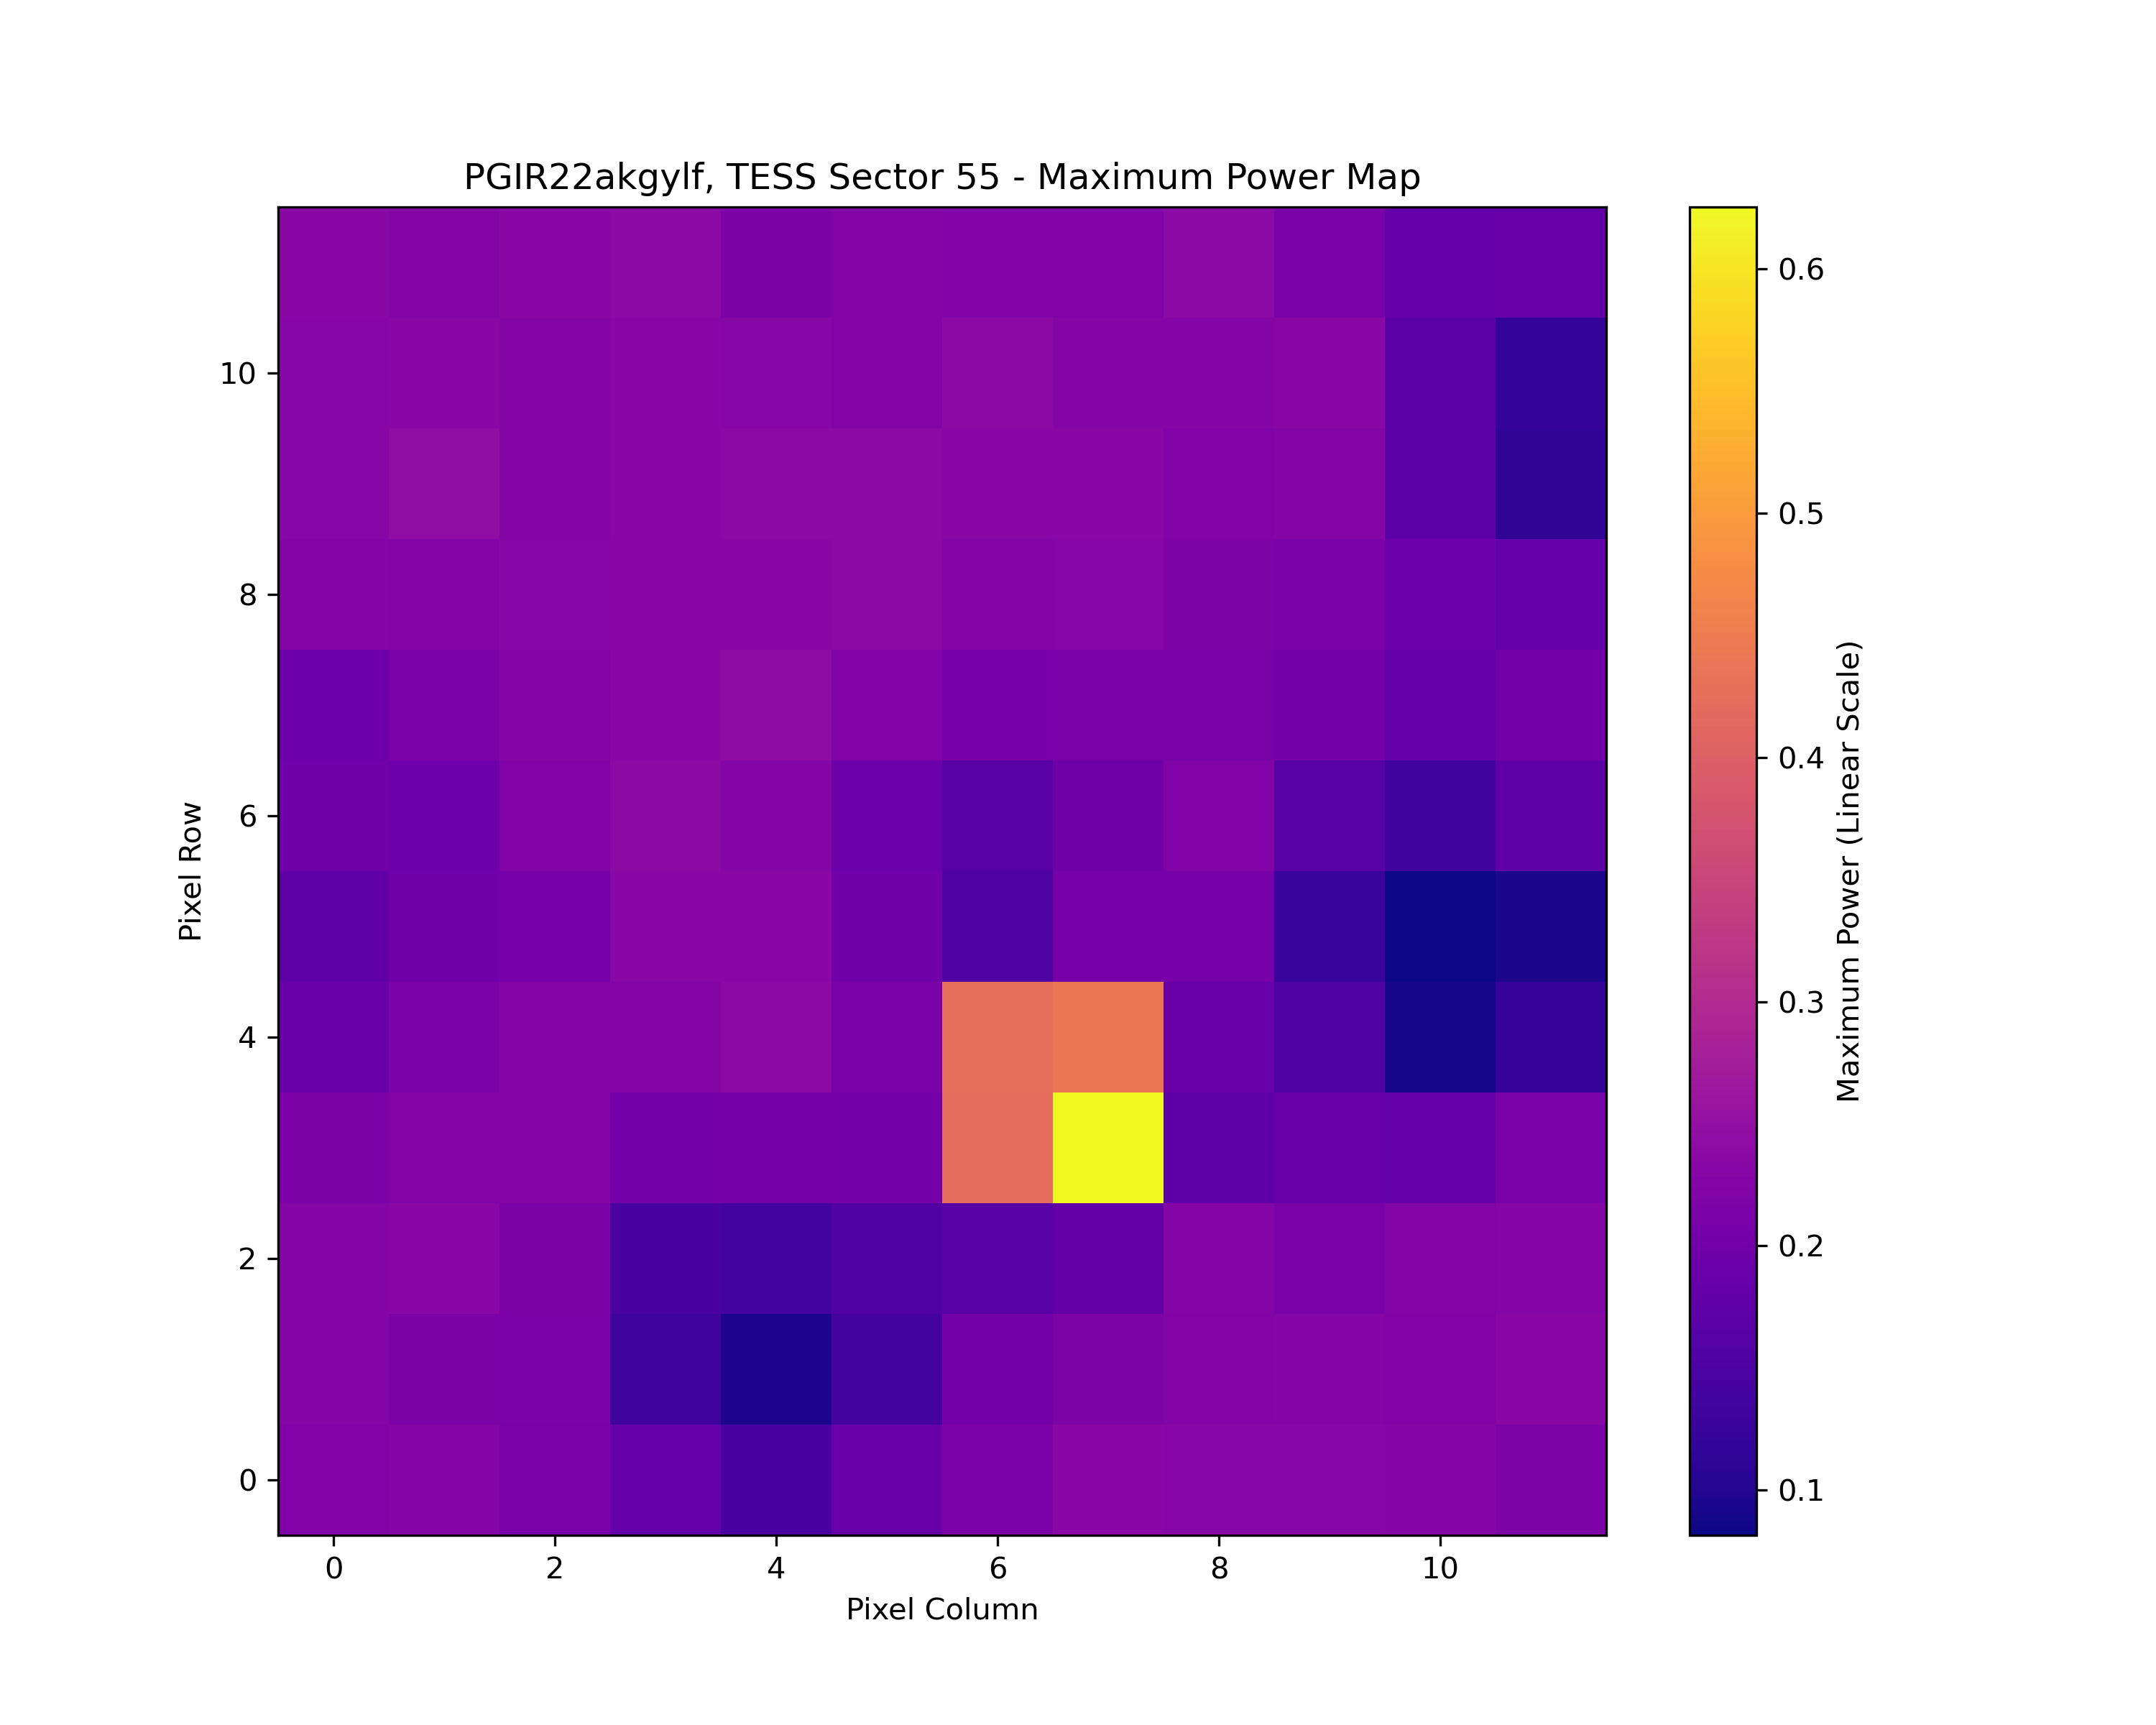 PGIR22akgylf, TESS Sector 55 - Maximum Power Map
10
8
6
4
2
0
Pixel Row
0 2 4 6 8 10
Pixel Column
0.6
0.5
0.4
0.3
0.2
0.1
Maximum Power (Linear Scale)